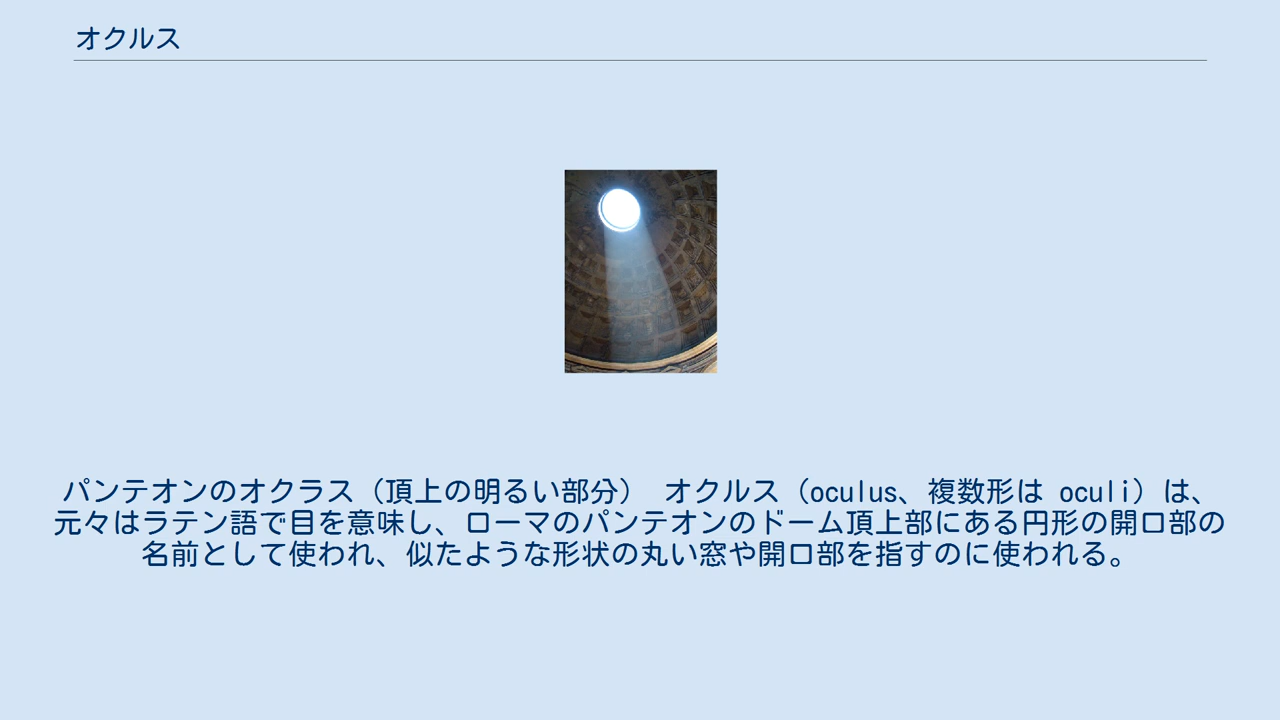 オクルス
パンテオンのオクラス（頂上の明るい部分）　オクルス（oculus、複数形は oculi）は、
元々はラテン語で目を意味し、ローマのパンテオンのドーム頂上部にある円形の開口部の
名前として使われ、似たような形状の丸い窓や開口部を指すのに使われる。